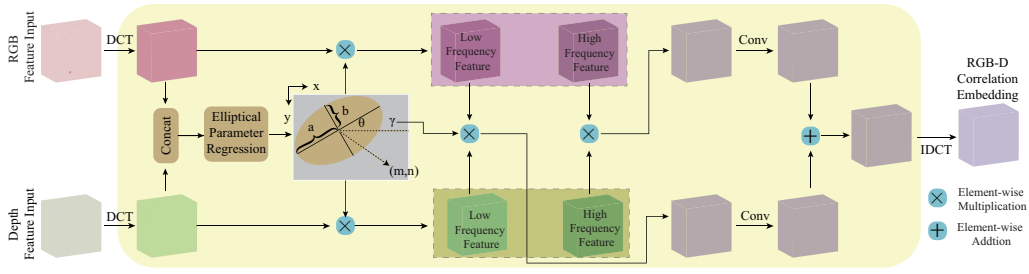 RGB
Feature Input
DCT
Concat
Elliptical
Parameter
Regression
x
y
a
b
θ
γ
(m,n)
Low
Frequency
Feature
High
Frequency
Feature
Conv
RGB-D
Correlation
Embedding
IDCT
Depth
Feature Input
DCT
Low
Frequency
Feature
High
Frequency
Feature
Conv
Element-wise
Multiplication
Element-wise
Addtion